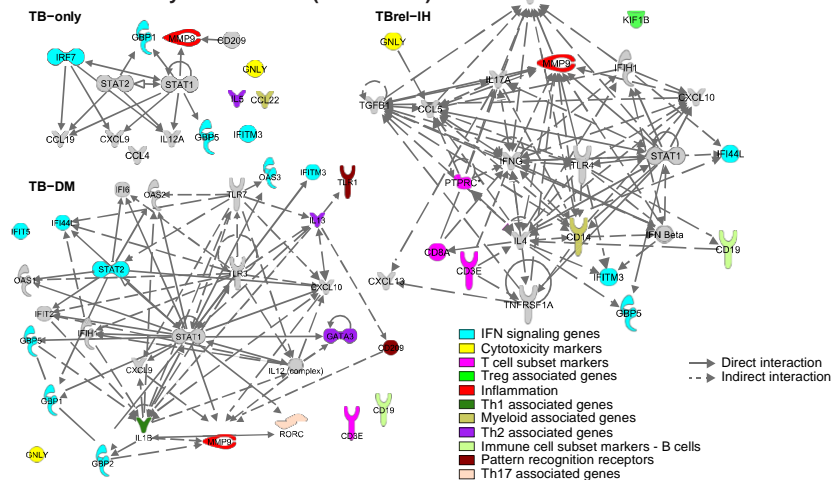 TB-only
GBP1
MMP9
CD209
IRF7
GNLY
STAT2
STAT1
IL5
CCL22
CCL19
CXCL9
IL12A
GBP5
IFITM3
CCL4
TBrel-IH
KIF1B
GNLY
MMP9
IL17A
IFIH1
TGFB1
CCL5
CXCL10
IFNG
TLR4
STAT1
IFI44L
PTPRC
IL4
CD14
IFN Beta
CD8A
CD3E
CD19
CXCL13
IFITM3
TNFRSF1A
GBP5
TB-DM
OAS3
IFITM3
TLR1
IFI6
OAS2
TLR7
IFI44L
IL13
IFIT5
STAT2
TLR3
OAS1
CXCL10
IFIT2
IFIH1
GBP5
STAT1
GATA3
CD209
CXCL9
IL12 (complex)
GBP1
CD19
IL1B
MMP9
RORC
CD3E
GNLY
GBP2
IFN signaling genes
Cytotoxicity markers
T cell subset markers
Treg associated genes
Inflammation
Th1 associated genes
Myeloid associated genes
Th2 associated genes
Immune cell subset markers - B cells
Pattern recognition receptors
Th17 associated genes
Direct interaction
Indirect interaction